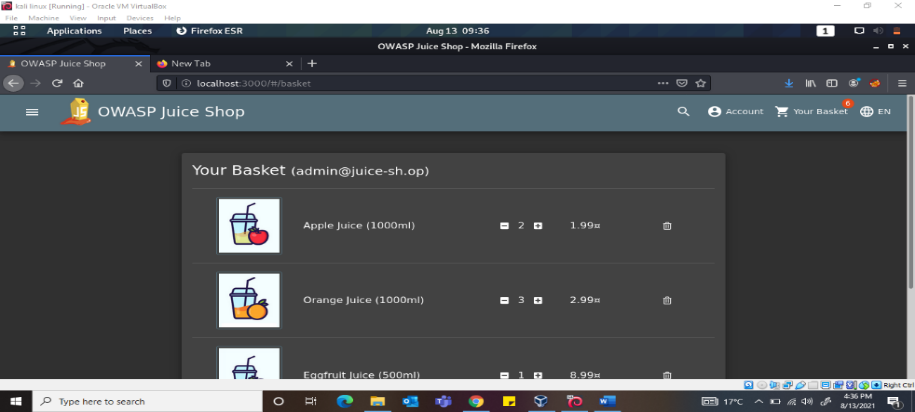 kali linux [Running] - Oracle VM VirtualBox
File Machine View Input Devices Help
Applications Places Firefox ESR Aug 13 09:36 1
OWASP Juice Shop - Mozilla Firefox
OWASP Juice Shop × New Tab × +
localhost:3000/#/basket
OWASP Juice Shop Account Your Basket 6 EN
Your Basket (admin@juice-sh.op)
Apple Juice (1000ml) 2 1.99¤
Orange Juice (1000ml) 3 2.99¤
Eggfruit Juice (500ml) 1 8.99¤
Right Ctrl
Type here to search 17°C 4:36 PM
8/13/2021